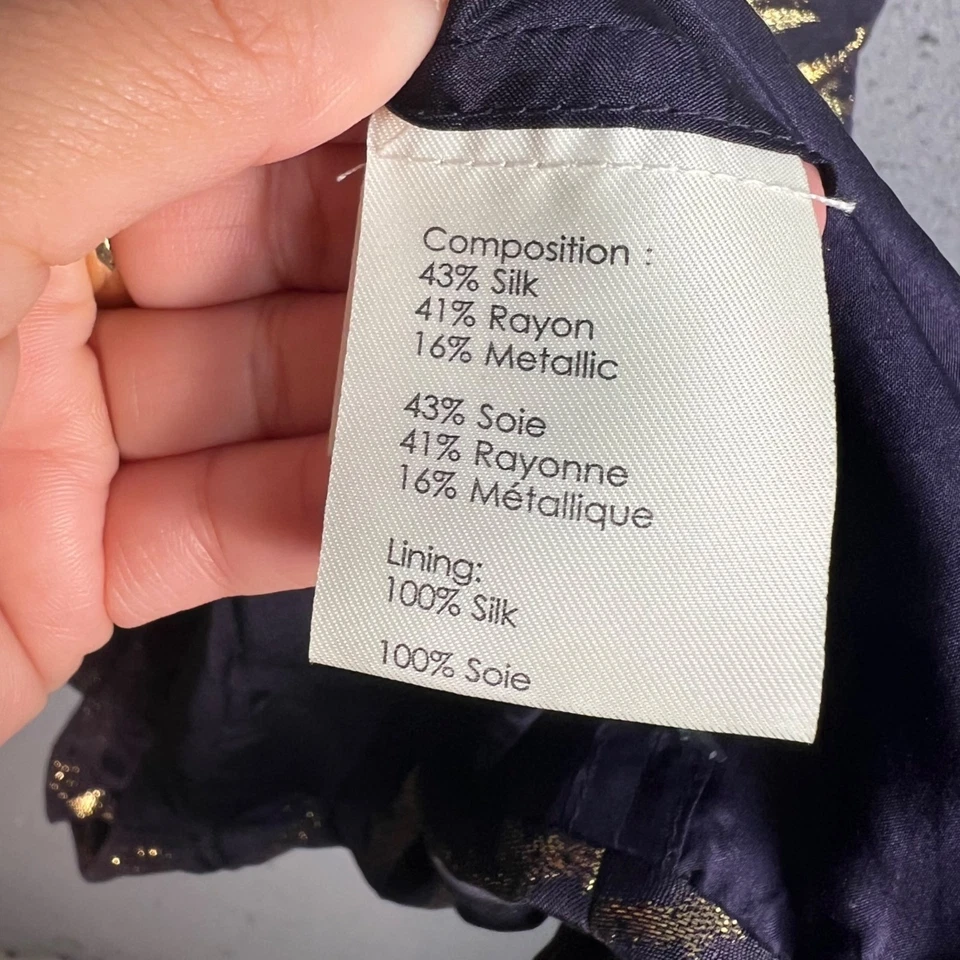 Composition :
43% Silk
41% Rayon
16% Metallic
43% Soie
41% Rayonne
16% Métallique
Lining:
100% Silk
100% Soie